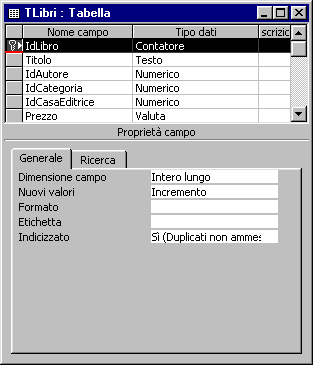 TLibri : Tabella
Nome campo Tipo dati scrizic
IdLibro Contatore
Titolo Testo
IdAutore Numerico
IdCategoria Numerico
IdCasaEditrice Numerico
Prezzo Valuta
Proprietà campo
Generale Ricerca
Dimensione campo Intero lungo
Nuovi valori Incremento
Formato
Etichetta
Indicizzato Sì (Duplicati non ammes